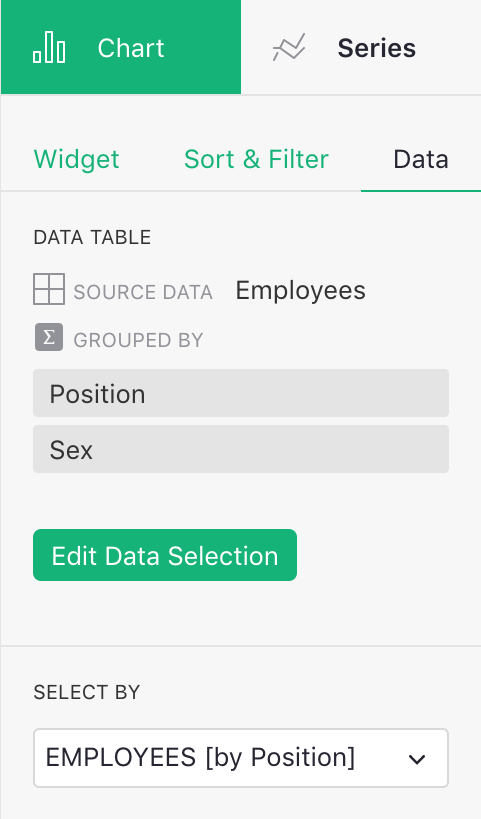 Chart Series
Widget Sort & Filter Data
DATA TABLE
SOURCE DATA Employees
Σ GROUPED BY
Position
Sex
Edit Data Selection
SELECT BY
EMPLOYEES [by Position]